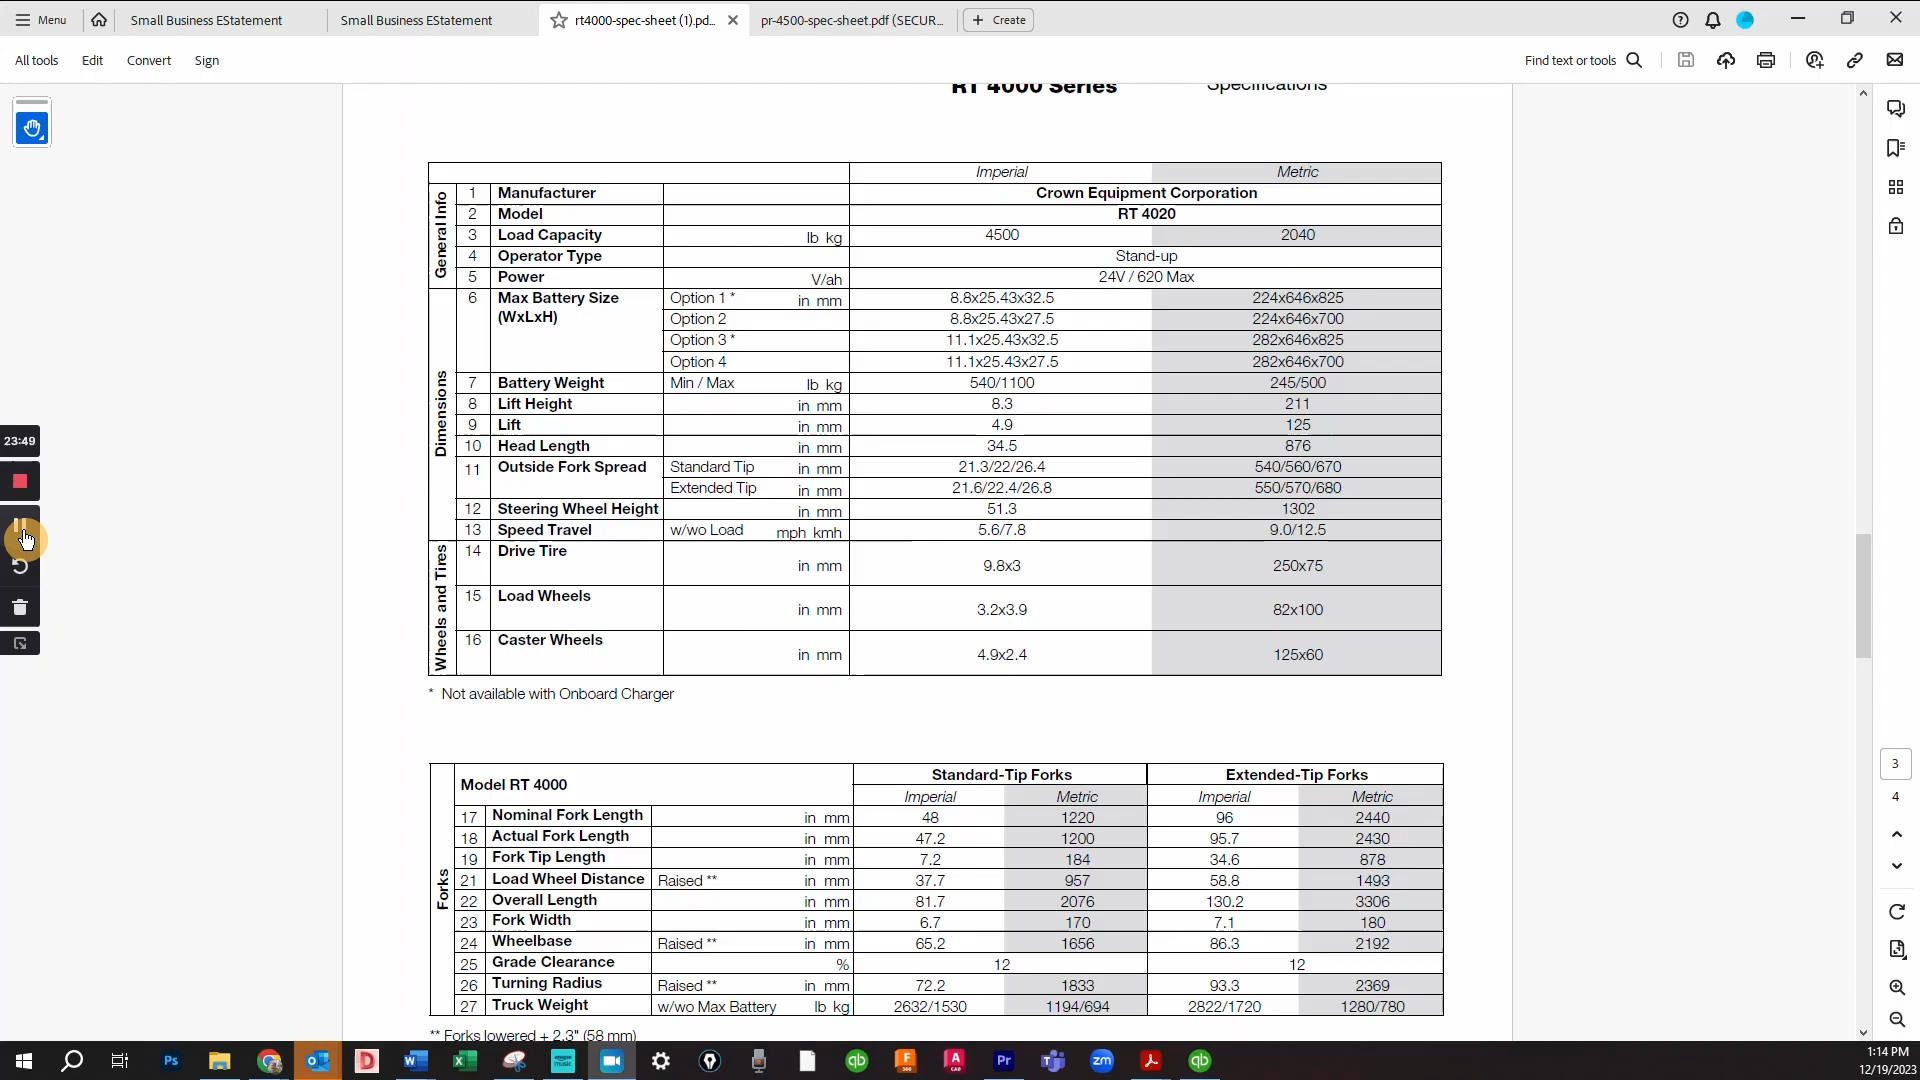 Menu
Small Business EStatement
Small Business EStatement
rt4000-spec-sheet (1).pd...
pr-4500-spec-sheet.pdf (SECUR...
+ Create
All tools Edit Convert Sign
Find text or tools
RT 4000 Series Specifications
Imperial Metric
General Info
1 Manufacturer Crown Equipment Corporation
2 Model RT 4020
3 Load Capacity lb kg 4500 2040
4 Operator Type Stand-up
5 Power V/ah 24V / 620 Max
Dimensions
6 Max Battery Size Option 1 * in mm 8.8x25.43x32.5 224x646x825
(WxLxH) Option 2 8.8x25.43x27.5 224x646x700
Option 3 * 11.1x25.43x32.5 282x646x825
Option 4 11.1x25.43x27.5 282x646x700
7 Battery Weight Min / Max lb kg 540/1100 245/500
8 Lift Height in mm 8.3 211
9 Lift in mm 4.9 125
10 Head Length in mm 34.5 876
11 Outside Fork Spread Standard Tip in mm 21.3/22/26.4 540/560/670
Extended Tip in mm 21.6/22.4/26.8 550/570/680
12 Steering Wheel Height in mm 51.3 1302
13 Speed Travel w/wo Load mph kmh 5.6/7.8 9.0/12.5
Wheels and Tires
14 Drive Tire in mm 9.8x3 250x75
15 Load Wheels in mm 3.2x3.9 82x100
16 Caster Wheels in mm 4.9x2.4 125x60
* Not available with Onboard Charger
Forks
Model RT 4000 Standard-Tip Forks Extended-Tip Forks
Imperial Metric Imperial Metric
17 Nominal Fork Length in mm 48 1220 96 2440
18 Actual Fork Length in mm 47.2 1200 95.7 2430
19 Fork Tip Length in mm 7.2 184 34.6 878
21 Load Wheel Distance Raised ** in mm 37.7 957 58.8 1493
22 Overall Length in mm 81.7 2076 130.2 3306
23 Fork Width in mm 6.7 170 7.1 180
24 Wheelbase Raised ** in mm 65.2 1656 86.3 2192
25 Grade Clearance % 12 12
26 Turning Radius Raised ** in mm 72.2 1833 93.3 2369
27 Truck Weight w/wo Max Battery lb kg 2632/1530 1194/694 2822/1720 1280/780
** Forks lowered + 2.3" (58 mm)
23:49
3
4
Ps
music
F
360
A
CAD
Pr
zm
qb
qb
1:14 PM
12/19/2023